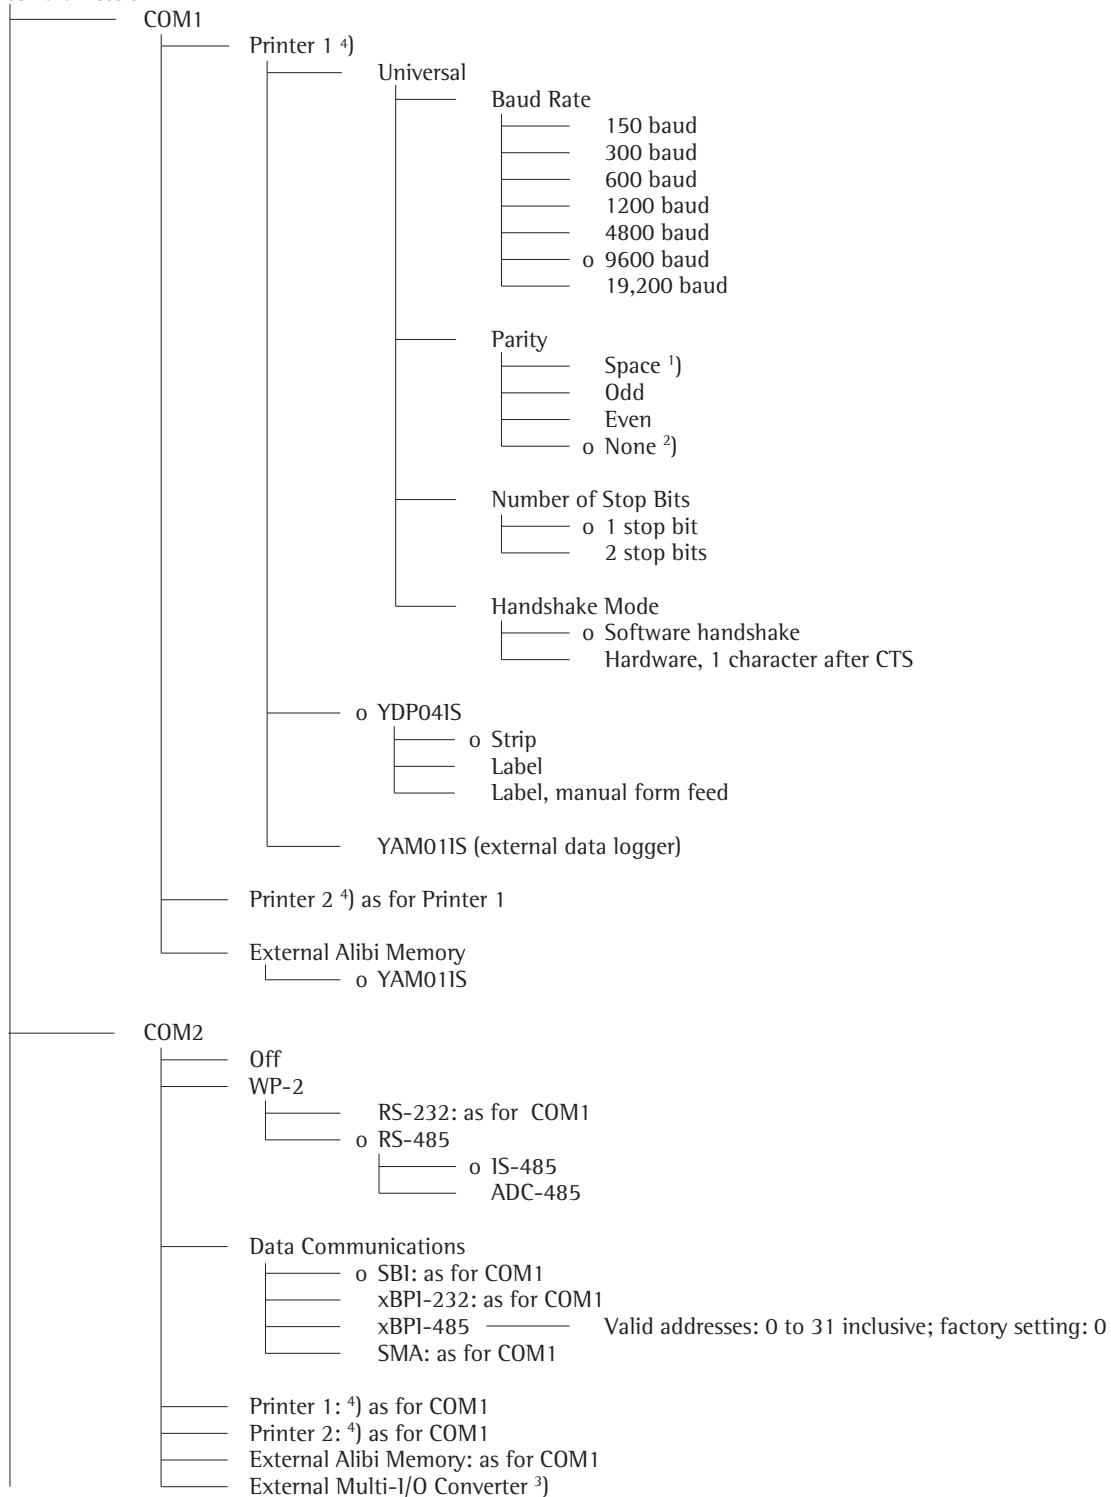 COM1
Printer 1 4)
Universal
Baud Rate
150 baud
300 baud
600 baud
1200 baud
4800 baud
o 9600 baud
19,200 baud
Parity
Space 1)
Odd
Even
o None 2)
Number of Stop Bits
o 1 stop bit
2 stop bits
Handshake Mode
o Software handshake
Hardware, 1 character after CTS
o YDP04IS
o Strip
Label
Label, manual form feed
YAM01IS (external data logger)
Printer 2 4) as for Printer 1
External Alibi Memory
o YAM01IS
COM2
Off
WP-2
RS-232: as for COM1
o RS-485
o IS-485
ADC-485
Data Communications
o SBI: as for COM1
xBPI-232: as for COM1
xBPI-485 Valid addresses: 0 to 31 inclusive; factory setting: 0
SMA: as for COM1
Printer 1: 4) as for COM1
Printer 2: 4) as for COM1
External Alibi Memory: as for COM1
External Multi-I/O Converter 3)